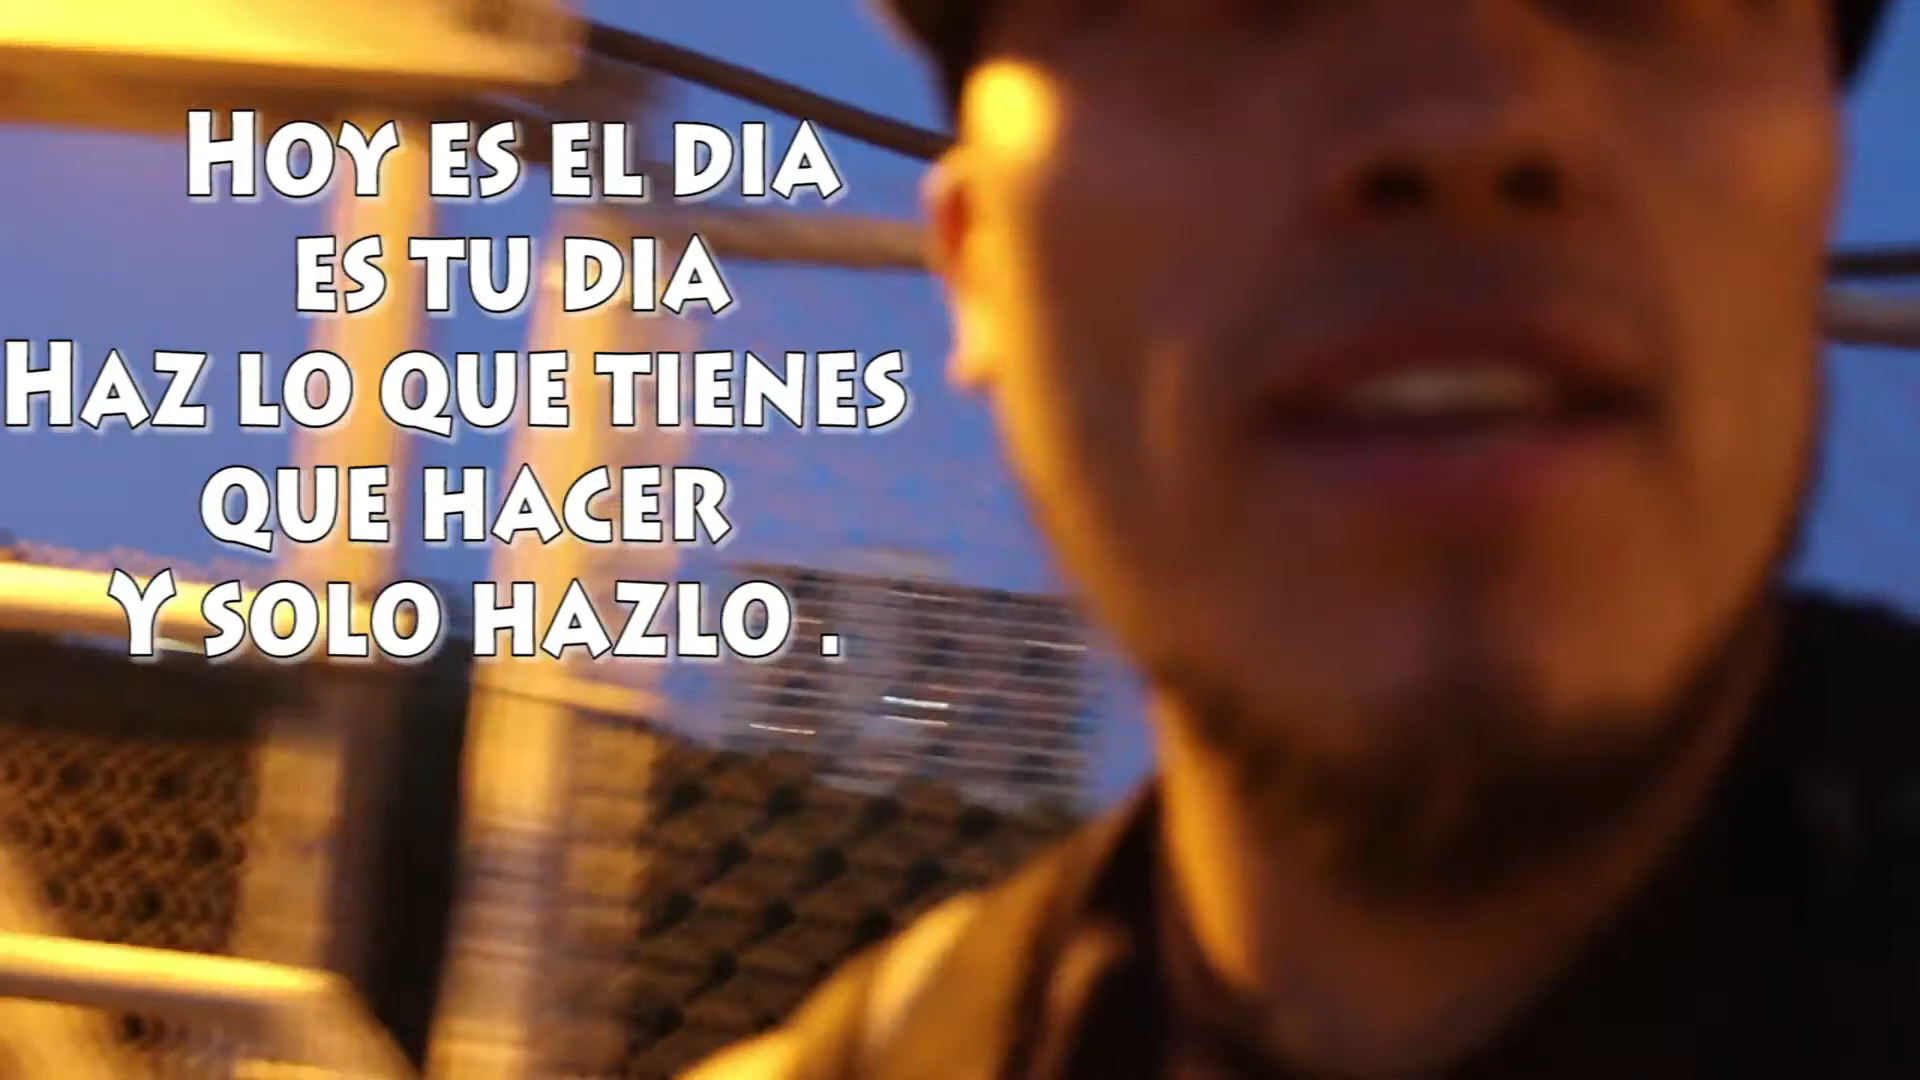 HOY ES EL DIA
ES TU DIA
HAZ LO QUE TIENES
QUE HACER
Y SOLO HAZLO .